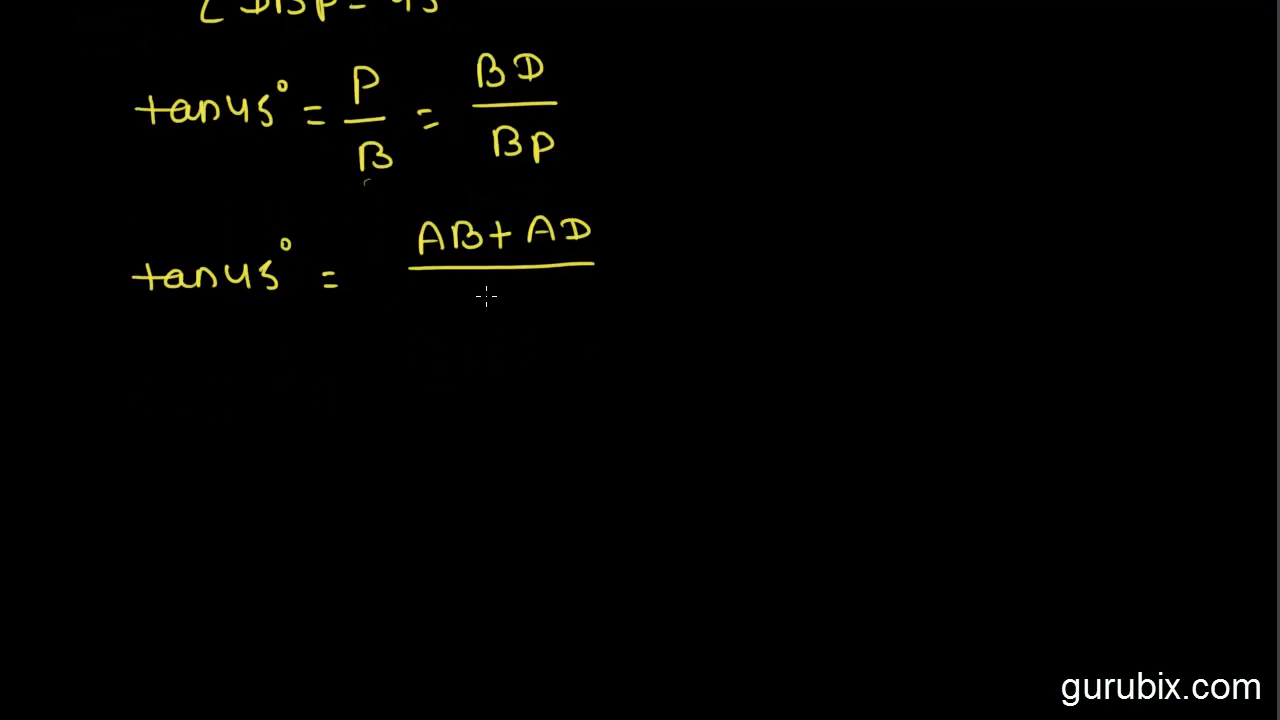 tan45° = P/B = BD/BP
tan45° = AB+AD
gurubix.com